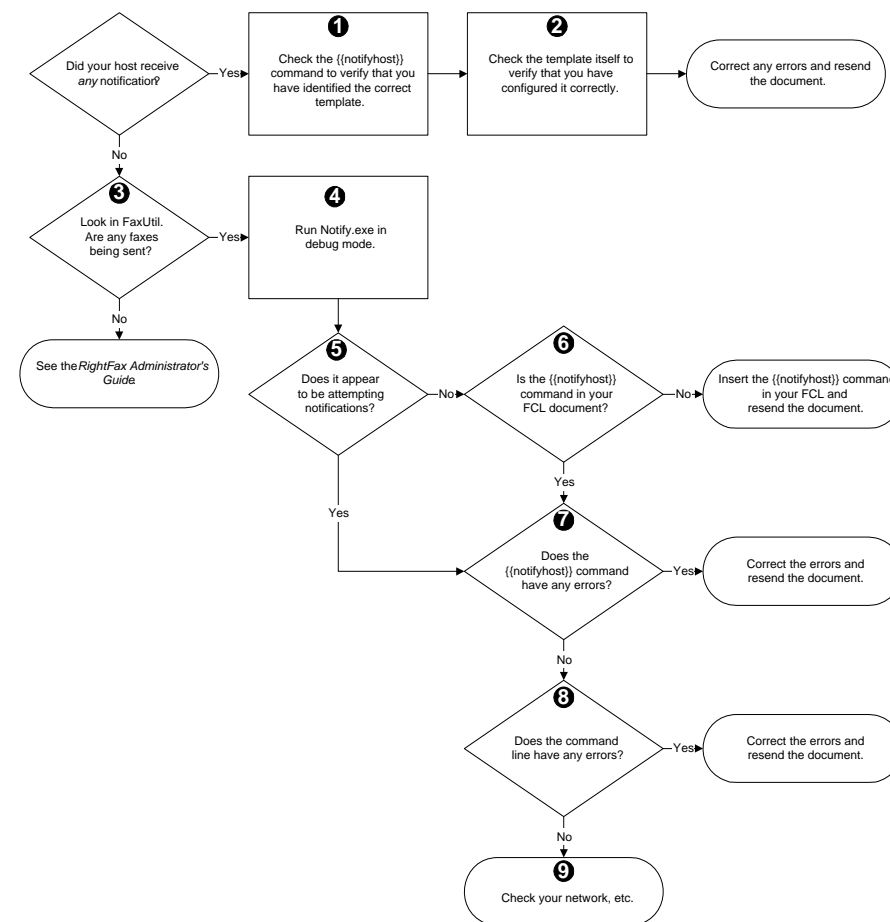 Did your host receive
any notification?
Yes
1
Check the {{notifyhost}}
command to verify that you
have identified the correct
template.
2
Check the template itself to
verify that you have
configured it correctly.
Correct any errors and resend
the document.
No
3
Look in FaxUtil.
Are any faxes
being sent?
Yes
4
Run Notify.exe in
debug mode.
No
See the RightFax Administrator's
Guide.
5
Does it appear
to be attempting
notifications?
No
6
Is the {{notifyhost}}
command in your
FCL document?
No
Insert the {{notifyhost}} command
in your FCL and
resend the document.
Yes
Yes
7
Does the
{{notifyhost}} command
have any errors?
Yes
Correct the errors and
resend the document.
No
8
Does the command
line have any errors?
Yes
Correct the errors and
resend the document.
No
9
Check your network, etc.